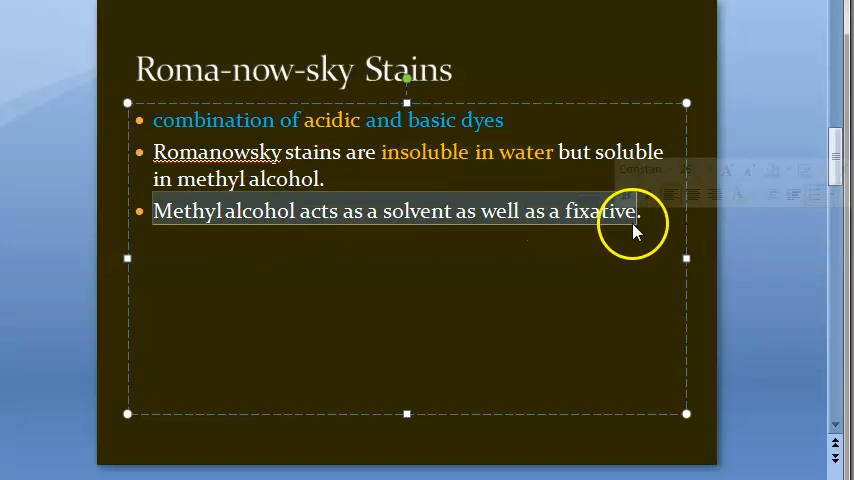 Roma-now-sky Stains
• combination of acidic and basic dyes
• Romanowsky stains are insoluble in water but soluble
in methyl alcohol.
• Methyl alcohol acts as a solvent as well as a fixative.